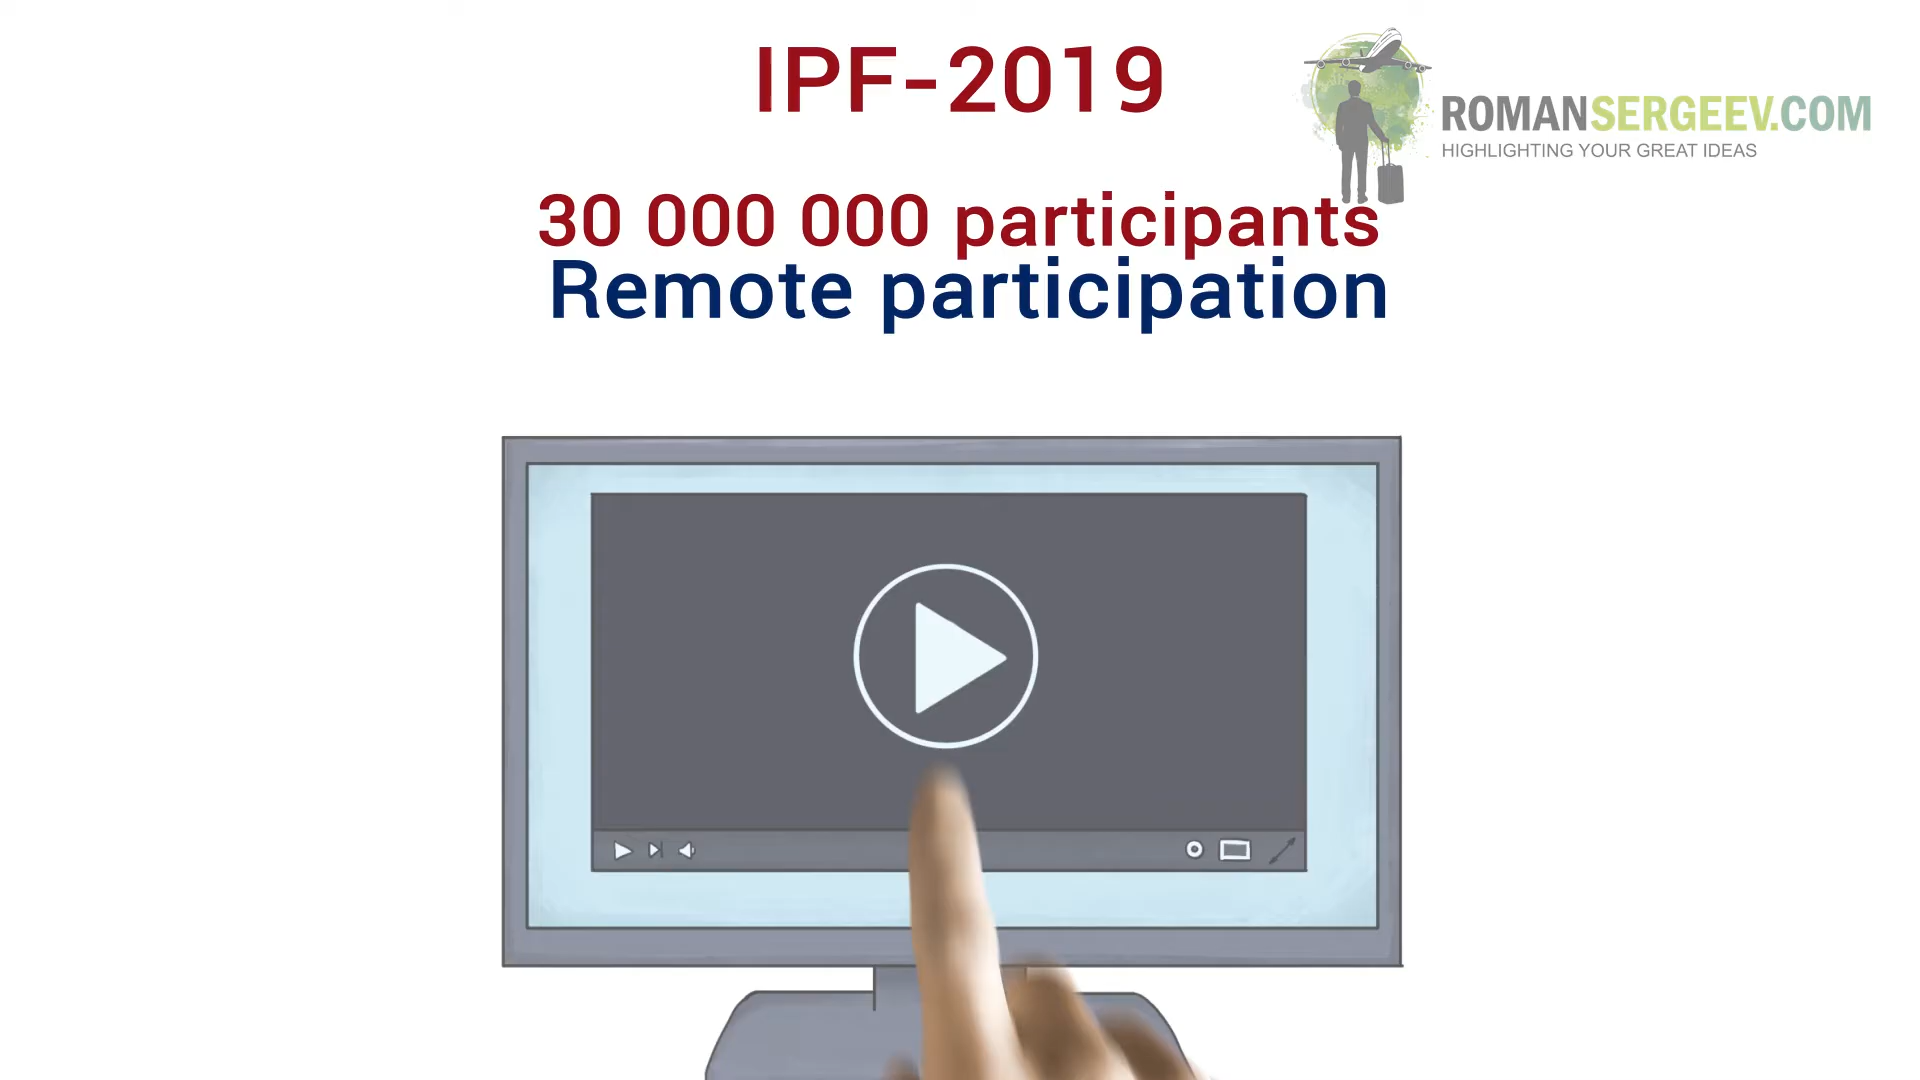 IPF-2019
ROMANSERGEEV.COM
HIGHLIGHTING YOUR GREAT IDEAS
30 000 000 participants
Remote participation